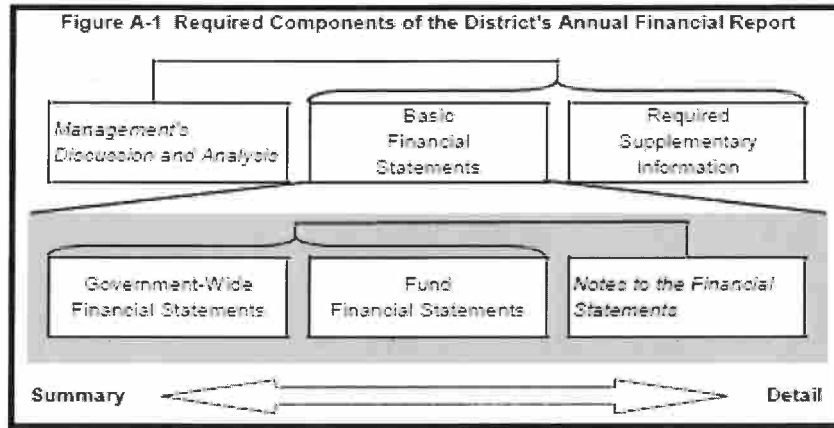 Figure A-1 Required Components of the District's Annual Financial Report
Management's
Discussion and Analysis
Basic
Financial
Statements
Required
Supplementary
Information
Government-Wide
Financial Statements
Fund
Financial Statements
Notes to the Financial
Statements
Summary
Detail